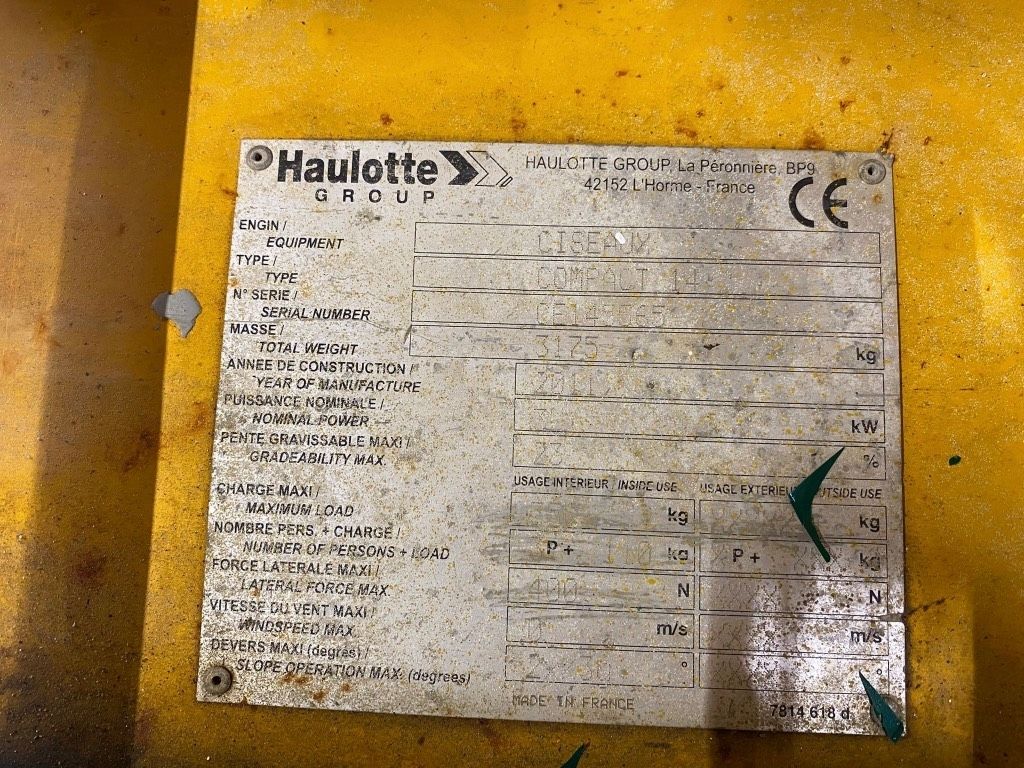 Haulotte
GROUP
HAULOTTE GROUP, La Péronnière, BP9
42152 L'Horme - France
CE
ENGIN /
EQUIPMENT
CISEAUX
TYPE /
TYPE
COMPACT
N° SERIE /
SERIAL NUMBER
MASSE /
TOTAL WEIGHT
3175
kg
ANNEE DE CONSTRUCTION /
YEAR OF MANUFACTURE
PUISSANCE NOMINALE /
NOMINAL POWER
kW
PENTE GRAVISSABLE MAXI /
GRADEABILITY MAX.
%
USAGE INTERIEUR / INSIDE USE
USAGE EXTERIEUR OUTSIDE USE
CHARGE MAXI /
MAXIMUM LOAD
kg
kg
NOMBRE PERS. + CHARGE /
NUMBER OF PERSONS + LOAD
P + kg
P + kg
FORCE LATERALE MAXI /
LATERAL FORCE MAX.
400 N
N
VITESSE DU VENT MAXI /
WINDSPEED MAX.
m/s
m/s
DEVERS MAXI (degrés) /
SLOPE OPERATION MAX. (degrees)
°
°
MADE IN FRANCE
7814 618 d